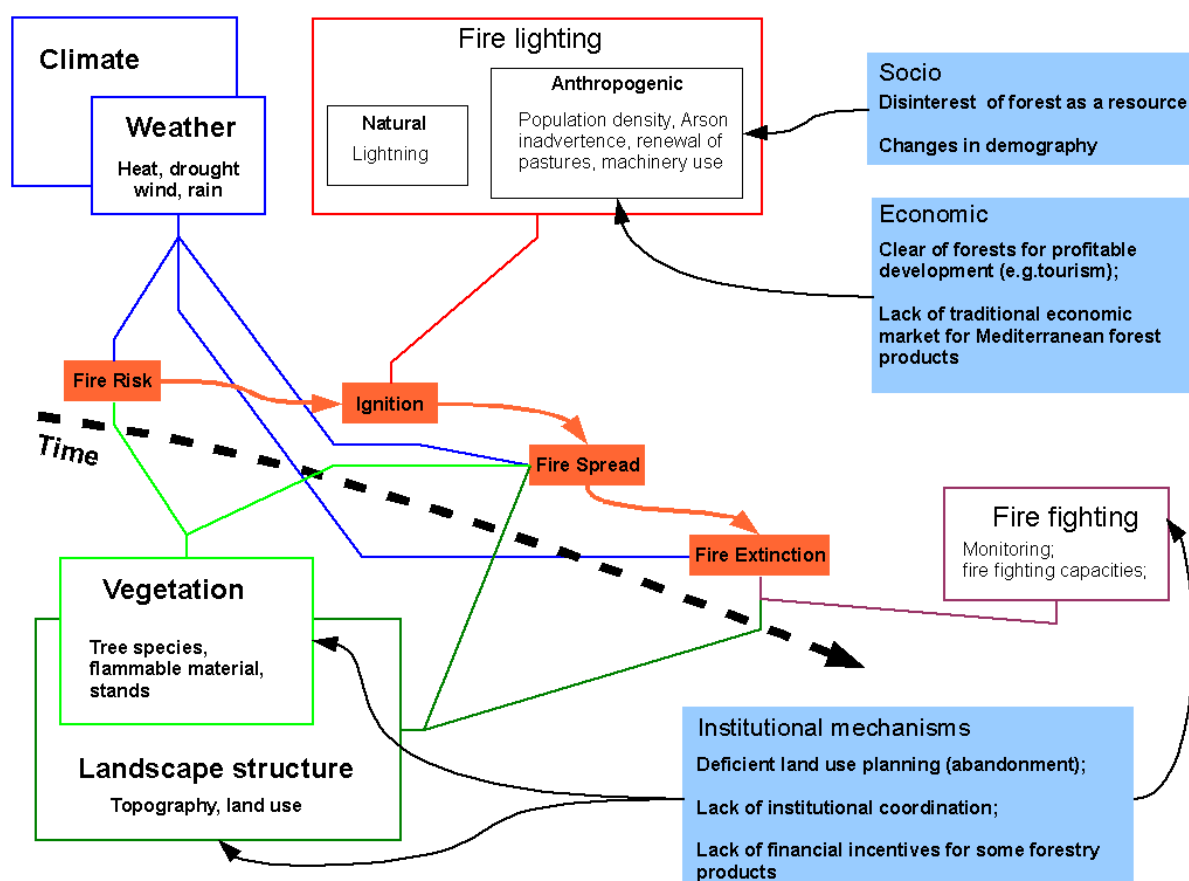 Climate
Weather
Heat, drought
wind, rain
Fire lighting
Natural
Lightning
Anthropogenic
Population density, Arson
inadvertence, renewal of
pastures, machinery use
Socio
Disinterest of forest as a resource
Changes in demography
Economic
Clear of forests for profitable
development (e.g.tourism);
Lack of traditional economic
market for Mediterranean forest
products
Fire Risk
Ignition
Time
Fire Spread
Fire Extinction
Fire fighting
Monitoring;
fire fighting capacities;
Vegetation
Tree species,
flammable material,
stands
Landscape structure
Topography, land use
Institutional mechanisms
Deficient land use planning (abandonment);
Lack of institutional coordination;
Lack of financial incentives for some forestry
products